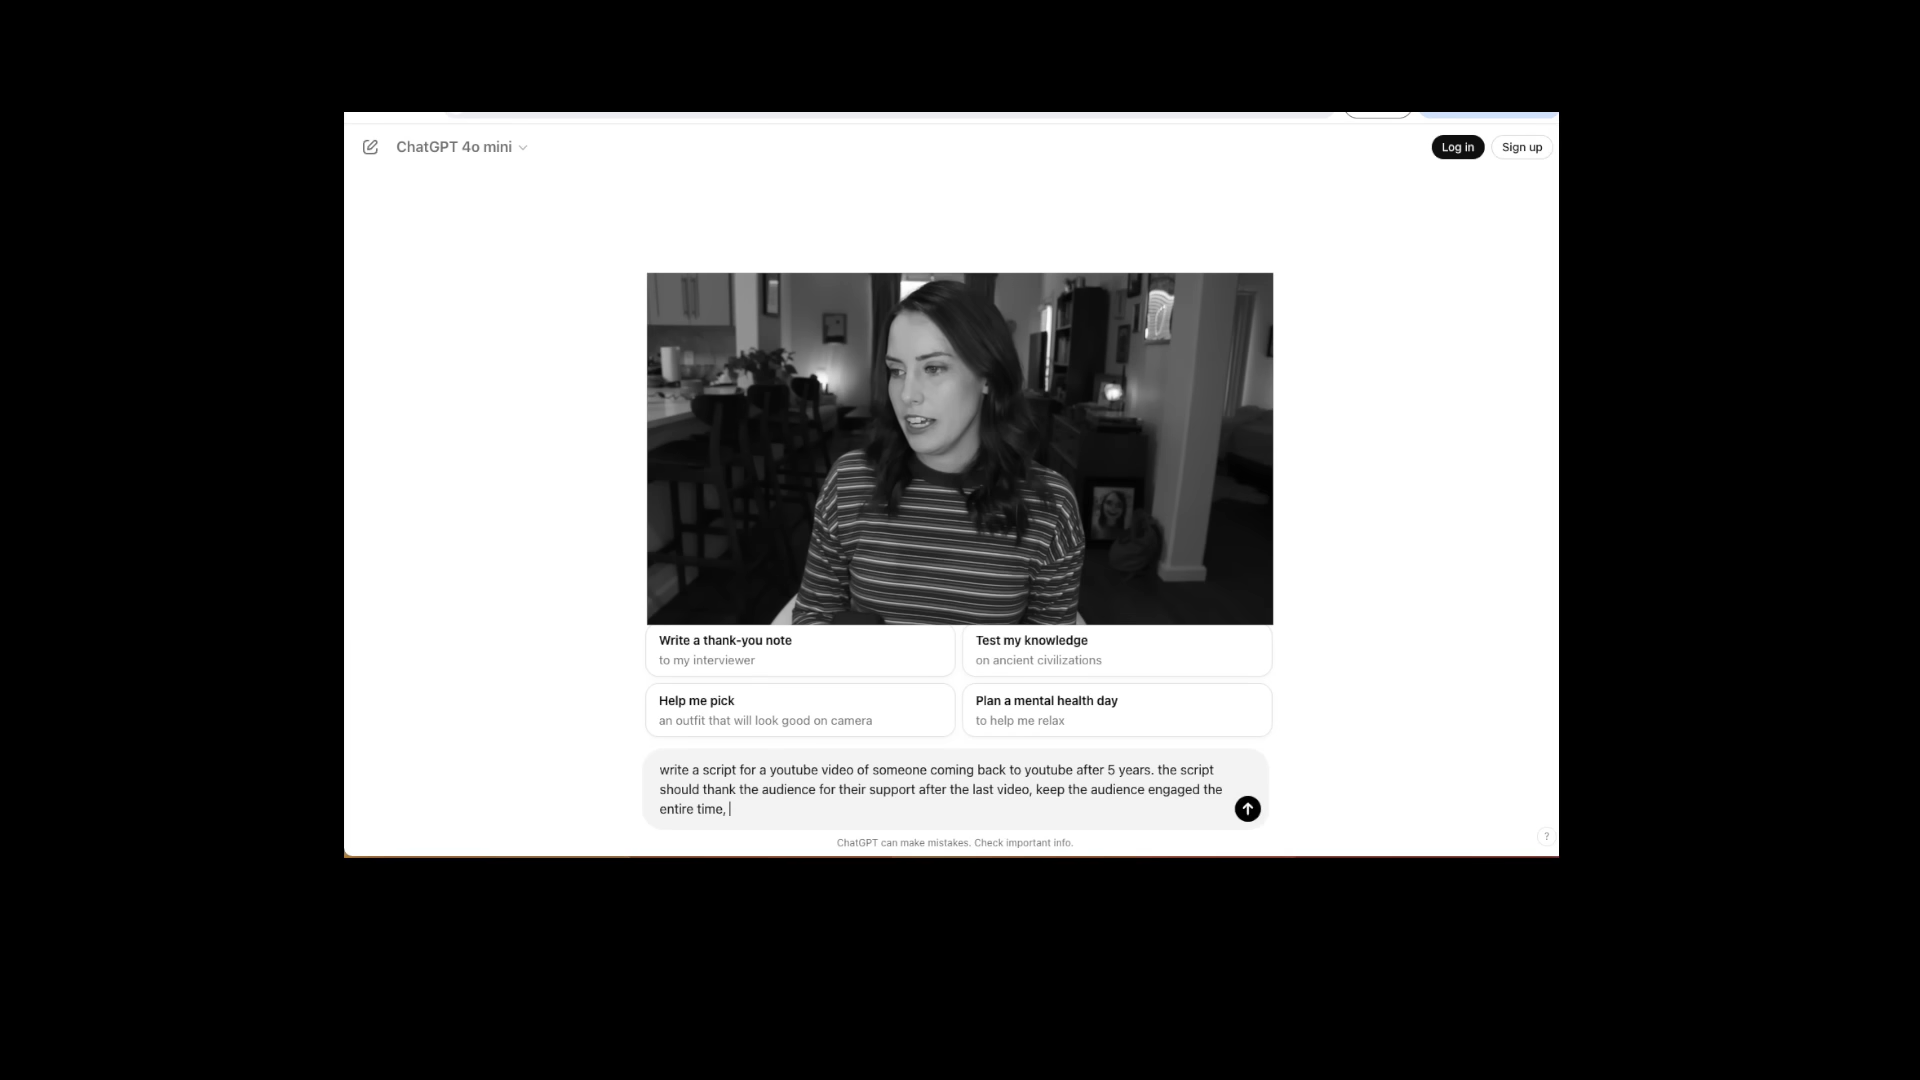 ChatGPT 4o mini
Log in
Sign up
Write a thank-you note
to my interviewer
Test my knowledge
on ancient civilizations
Help me pick
an outfit that will look good on camera
Plan a mental health day
to help me relax
write a script for a youtube video of someone coming back to youtube after 5 years. the script
should thank the audience for their support after the last video, keep the audience engaged the
entire time,
ChatGPT can make mistakes. Check important info.
?